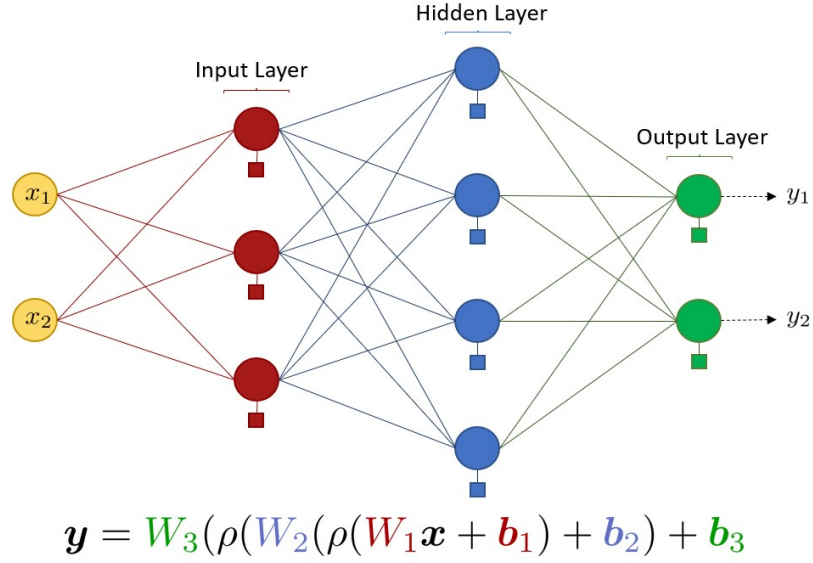 Hidden Layer
Input Layer
Output Layer
x₁
y₁
x₂
y₂
y = W₃(ρ(W₂(ρ(W₁x + b₁) + b₂) + b₃